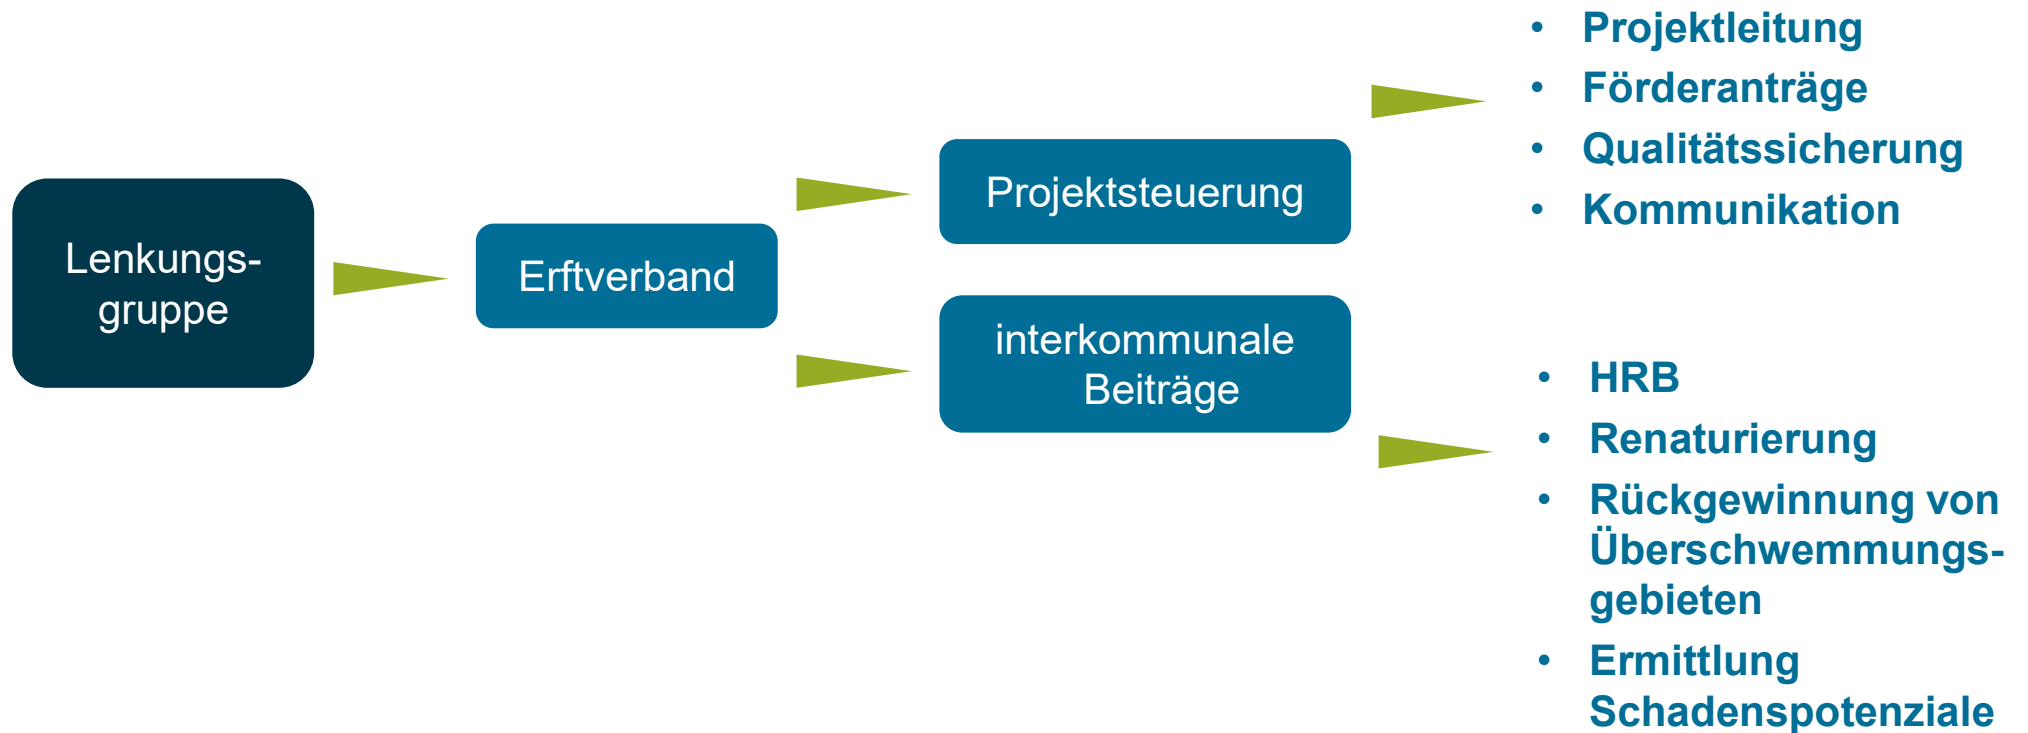 Lenkungs-
gruppe
Erftverband
Projektsteuerung
interkommunale
Beiträge
• Projektleitung
• Förderanträge
• Qualitätssicherung
• Kommunikation
• HRB
• Renaturierung
• Rückgewinnung von
Überschwemmungs-
gebieten
• Ermittlung
Schadenspotenziale